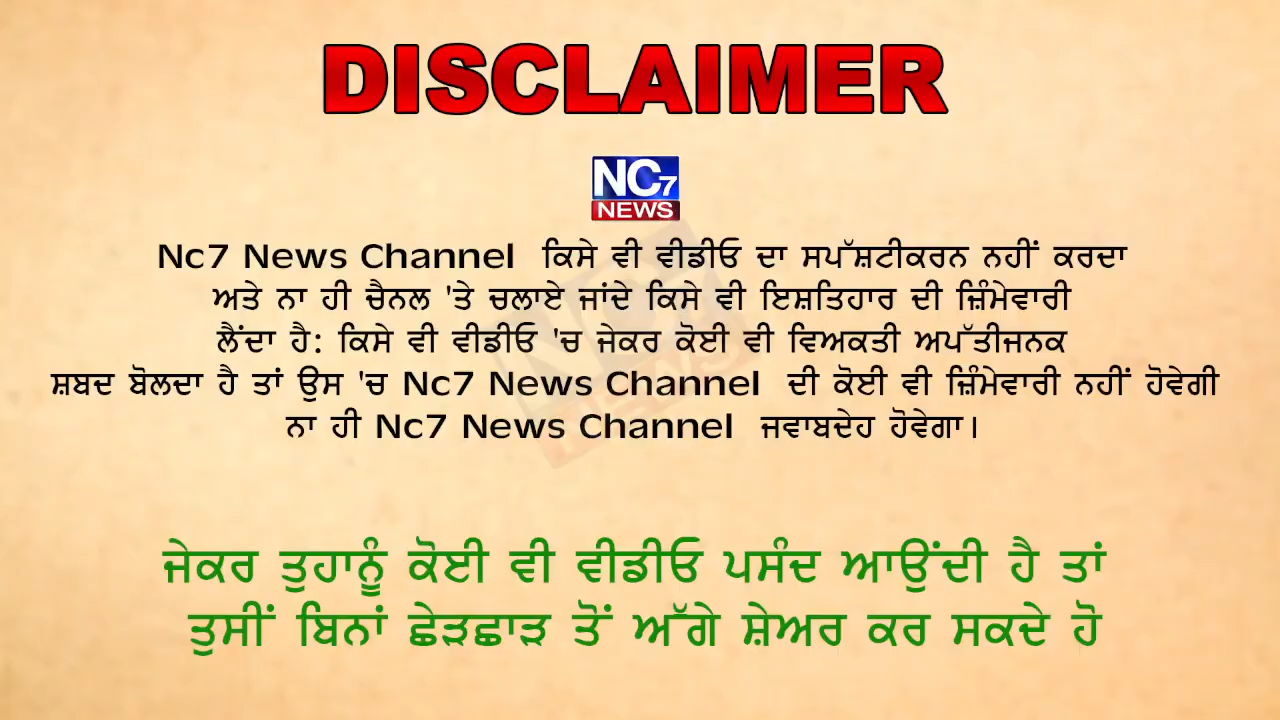 DISCLAIMER
NC7
NEWS
Nc7 News Channel ਕਿਸੇ ਵੀ ਵੀਡੀਓ ਦਾ ਸਪੱਸ਼ਟੀਕਰਨ ਨਹੀਂ ਕਰਦਾ
ਅਤੇ ਨਾ ਹੀ ਚੈਨਲ 'ਤੇ ਚਲਾਏ ਜਾਂਦੇ ਕਿਸੇ ਵੀ ਇਸ਼ਤਿਹਾਰ ਦੀ ਜ਼ਿੰਮੇਵਾਰੀ
ਲੈਂਦਾ ਹੈ: ਕਿਸੇ ਵੀ ਵੀਡੀਓ 'ਚ ਜੇਕਰ ਕੋਈ ਵੀ ਵਿਅਕਤੀ ਅਪੱਤੀਜਨਕ
ਸ਼ਬਦ ਬੋਲਦਾ ਹੈ ਤਾਂ ਉਸ 'ਚ Nc7 News Channel ਦੀ ਕੋਈ ਵੀ ਜ਼ਿੰਮੇਵਾਰੀ ਨਹੀਂ ਹੋਵੇਗੀ
ਨਾ ਹੀ Nc7 News Channel ਜਵਾਬਦੇਹ ਹੋਵੇਗਾ।
ਜੇਕਰ ਤੁਹਾਨੂੰ ਕੋਈ ਵੀ ਵੀਡੀਓ ਪਸੰਦ ਆਉਂਦੀ ਹੈ ਤਾਂ
ਤੁਸੀਂ ਬਿਨਾਂ ਛੇੜਛਾੜ ਤੋਂ ਅੱਗੇ ਸ਼ੇਅਰ ਕਰ ਸਕਦੇ ਹੋ